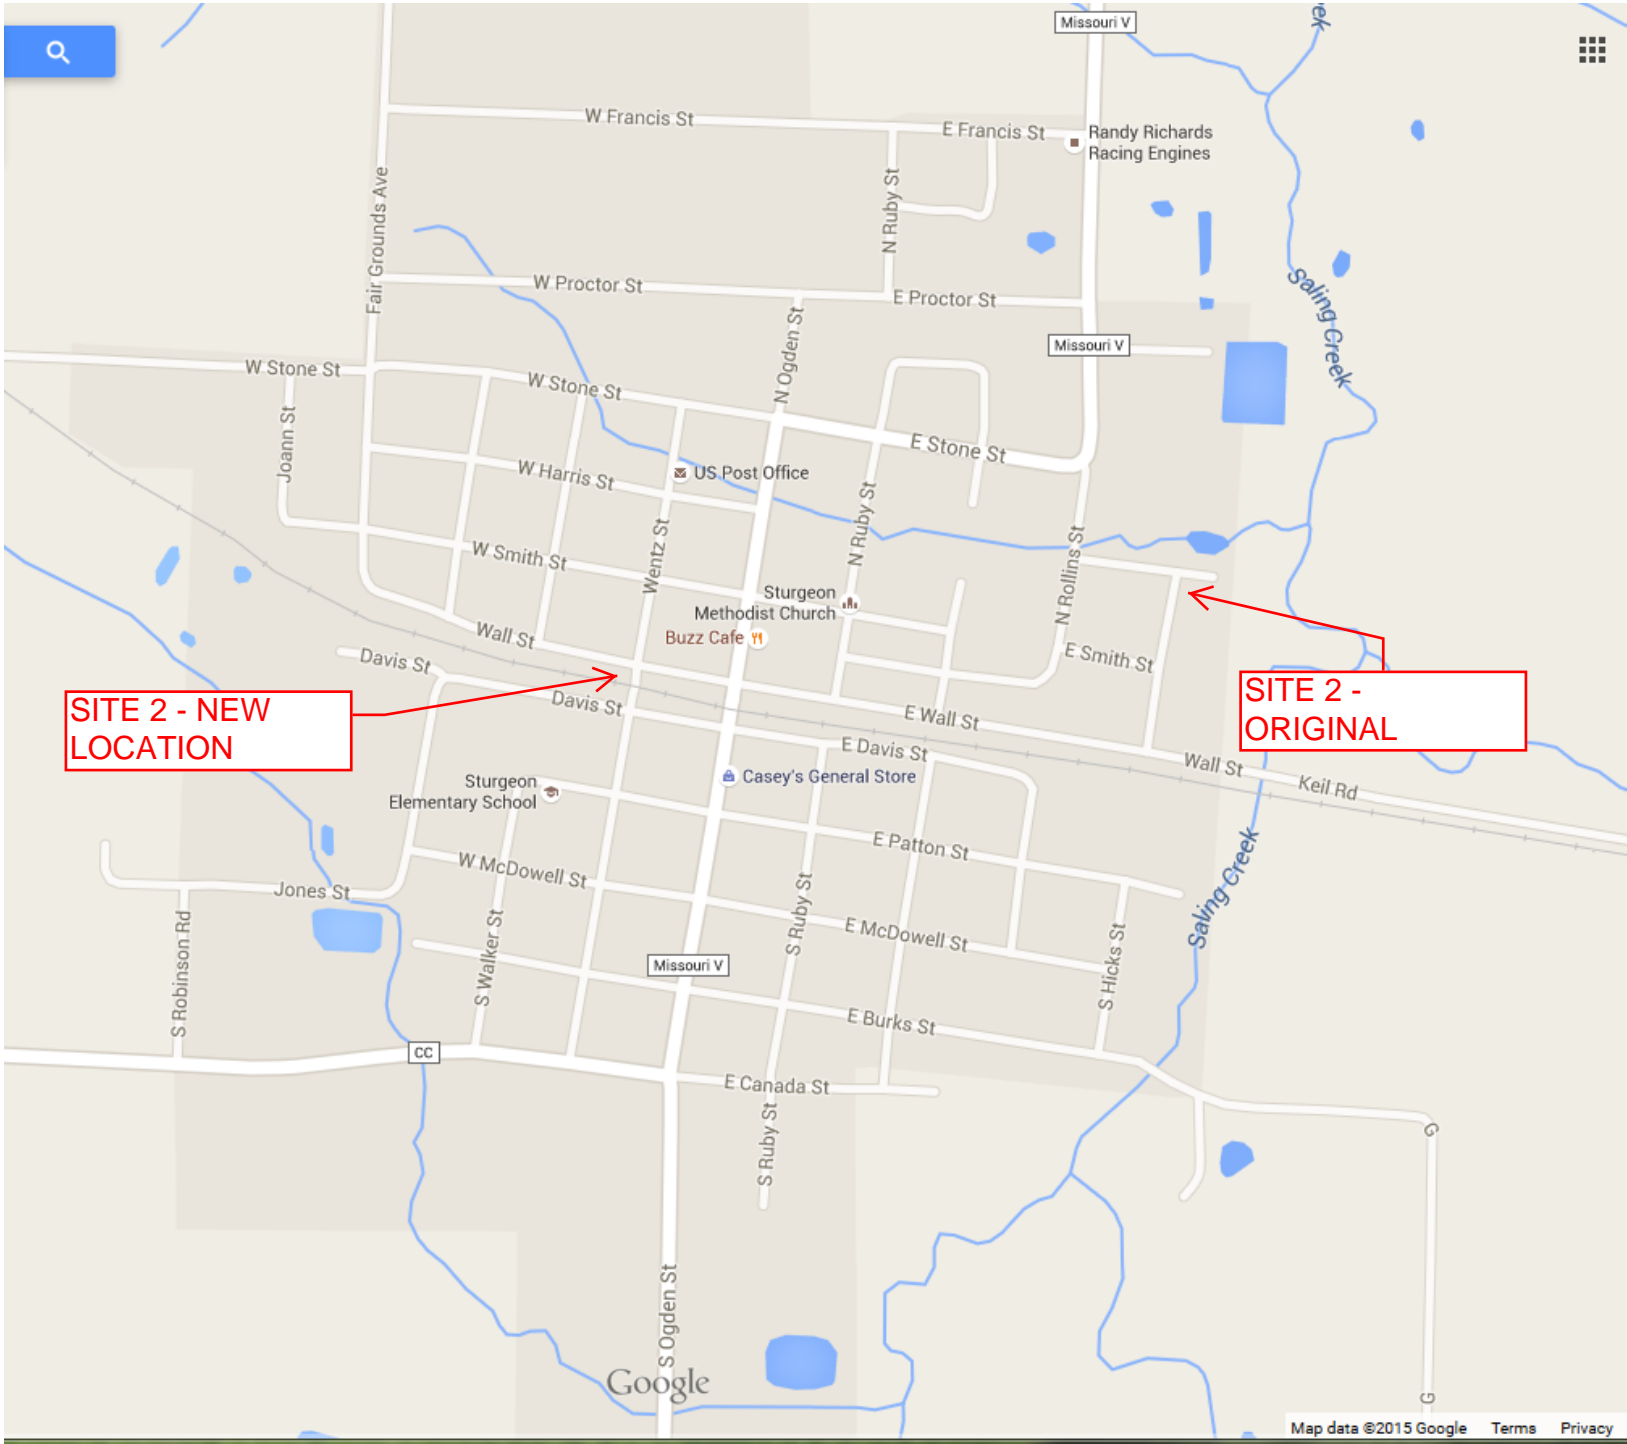 Missouri V
ek
W Francis St
E Francis St
Randy Richards
Racing Engines
Fair Grounds Ave
N Ruby St
W Proctor St
E Proctor St
Saling Creek
N Ogden St
Missouri V
W Stone St
W Stone St
E Stone St
Joann St
W Harris St
US Post Office
N Ruby St
W Smith St
Wentz St
N Rollins St
Sturgeon
Methodist Church
Buzz Cafe
Wall St
Davis St
E Smith St
SITE 2 - NEW
LOCATION
SITE 2 -
ORIGINAL
Davis St
E Wall St
E Davis St
Wall St
Keil Rd
Sturgeon
Elementary School
Casey's General Store
E Patton St
W McDowell St
Jones St
Saling Creek
S Ruby St
E McDowell St
S Robinson Rd
S Walker St
Missouri V
S Hicks St
E Burks St
CC
E Canada St
S Ruby St
G
S Ogden St
Google
G
Map data ©2015 Google Terms Privacy